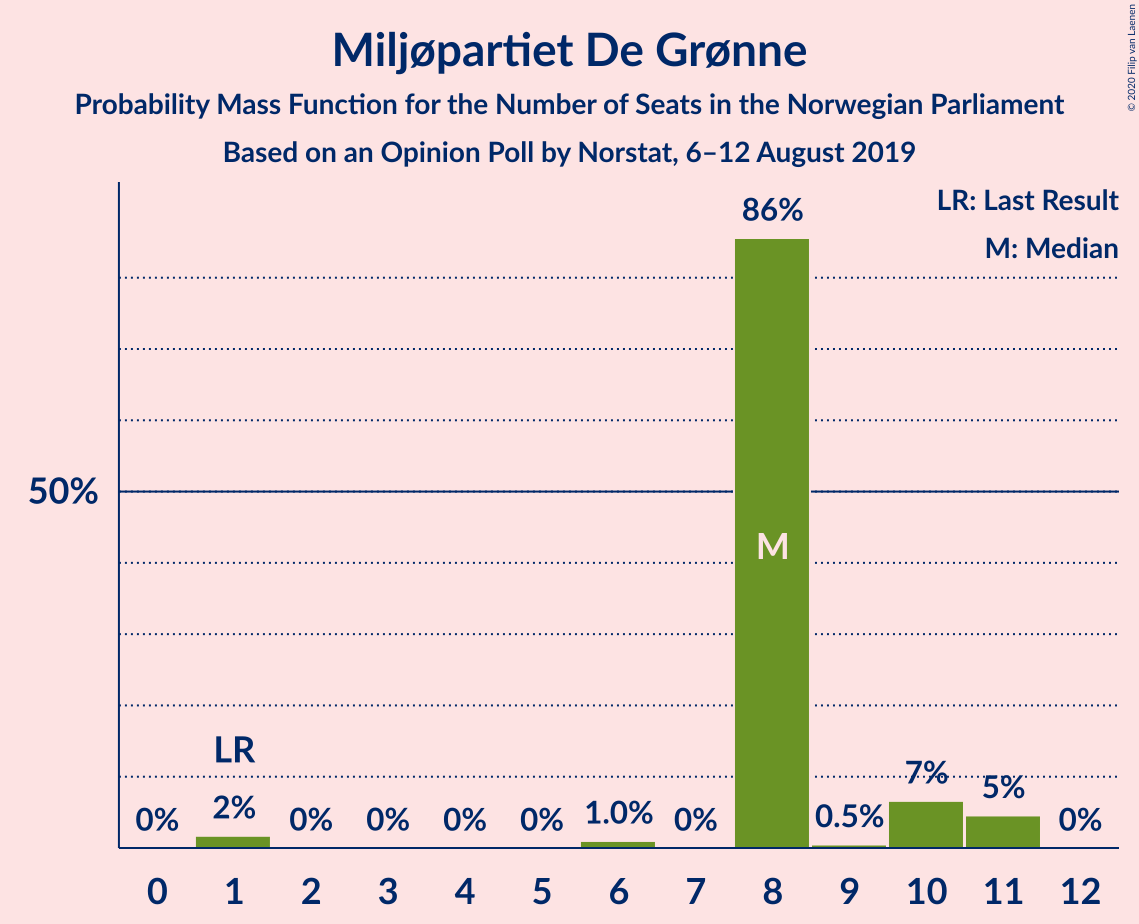 Miljøpartiet De Grønne
Probability Mass Function for the Number of Seats in the Norwegian Parliament
Based on an Opinion Poll by Norstat, 6–12 August 2019
© 2020 Filip van Laenen
LR: Last Result
M: Median
86%
50%
M
LR
0% 2% 0% 0% 0% 0% 1.0% 0% 0.5% 7% 5% 0%
0 1 2 3 4 5 6 7 8 9 10 11 12